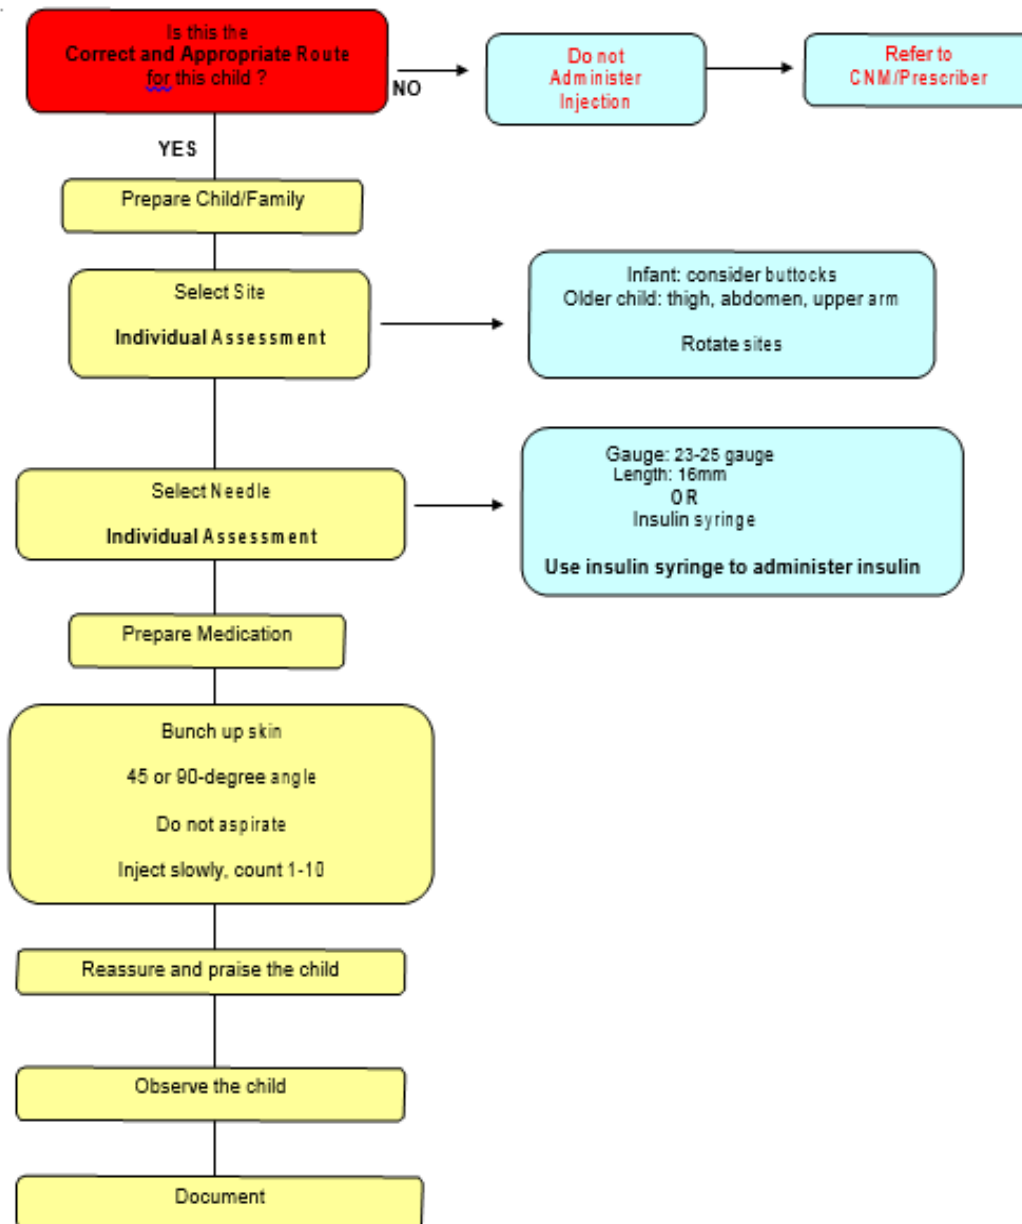 Is this the
Correct and Appropriate Route
for this child ?
NO
Do not
Administer
Injection
Refer to
CNM/Prescriber
YES
Prepare Child/Family
Select Site
Individual Assessment
Infant: consider buttocks
Older child: thigh, abdomen, upper arm
Rotate sites
Select Needle
Individual Assessment
Gauge: 23-25 gauge
Length: 16mm
OR
Insulin syringe
Use insulin syringe to administer insulin
Prepare Medication
Bunch up skin
45 or 90-degree angle
Do not aspirate
Inject slowly, count 1-10
Reassure and praise the child
Observe the child
Document